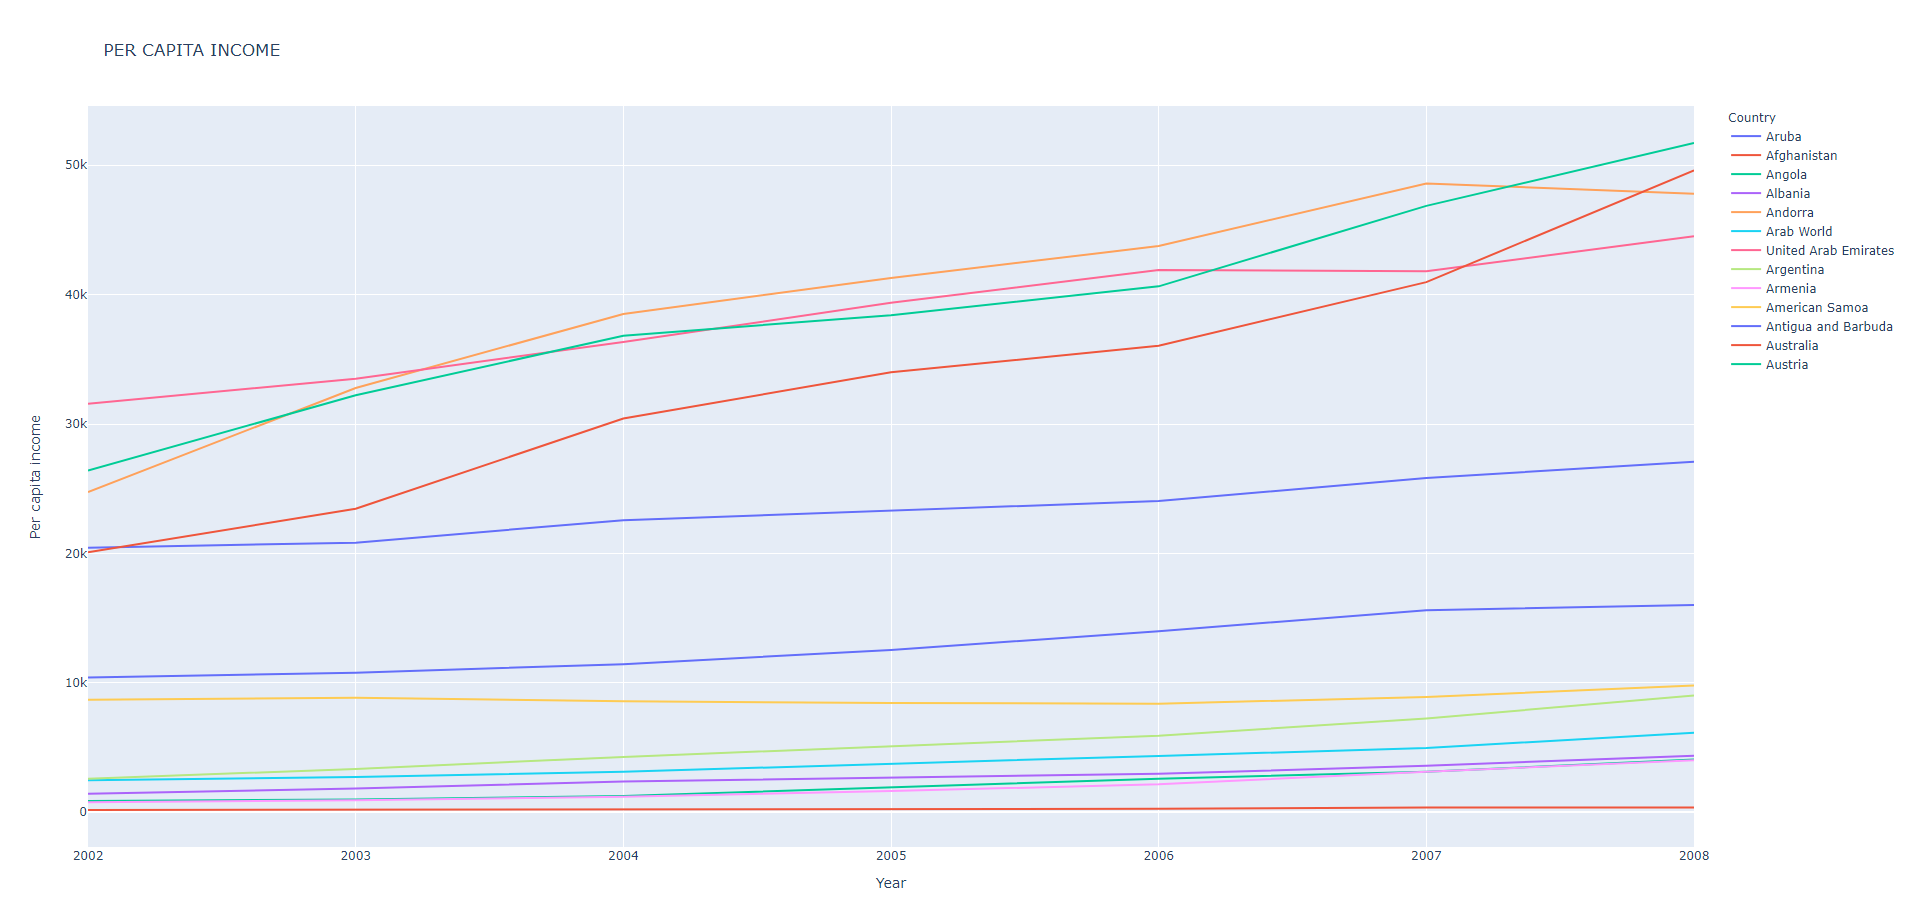 PER CAPITA INCOME
50k
40k
30k
20k
10k
0
Per capita income
2002 2003 2004 2005 2006 2007 2008
Year
Country
Aruba
Afghanistan
Angola
Albania
Andorra
Arab World
United Arab Emirates
Argentina
Armenia
American Samoa
Antigua and Barbuda
Australia
Austria